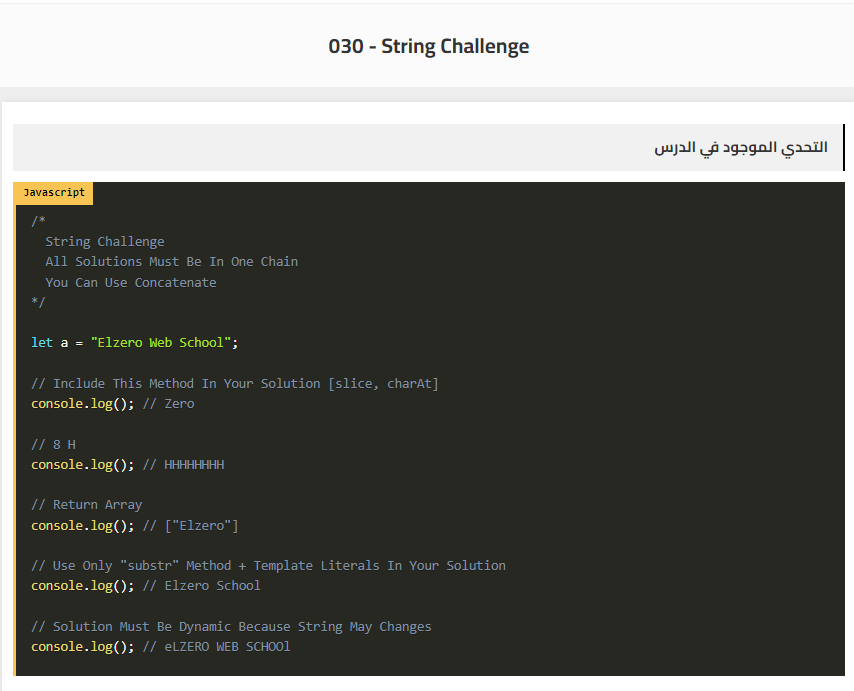 030 - String Challenge
التحدي الموجود في الدرس
Javascript
/*
  String Challenge
  All Solutions Must Be In One Chain
  You Can Use Concatenate
*/
let a = "Elzero Web School";
// Include This Method In Your Solution [slice, charAt]
console.log(); // Zero
// 8 H
console.log(); // HHHHHHHH
// Return Array
console.log(); // ["Elzero"]
// Use Only "substr" Method + Template Literals In Your Solution
console.log(); // Elzero School
// Solution Must Be Dynamic Because String May Changes
console.log(); // eLZERO WEB SCHOOl